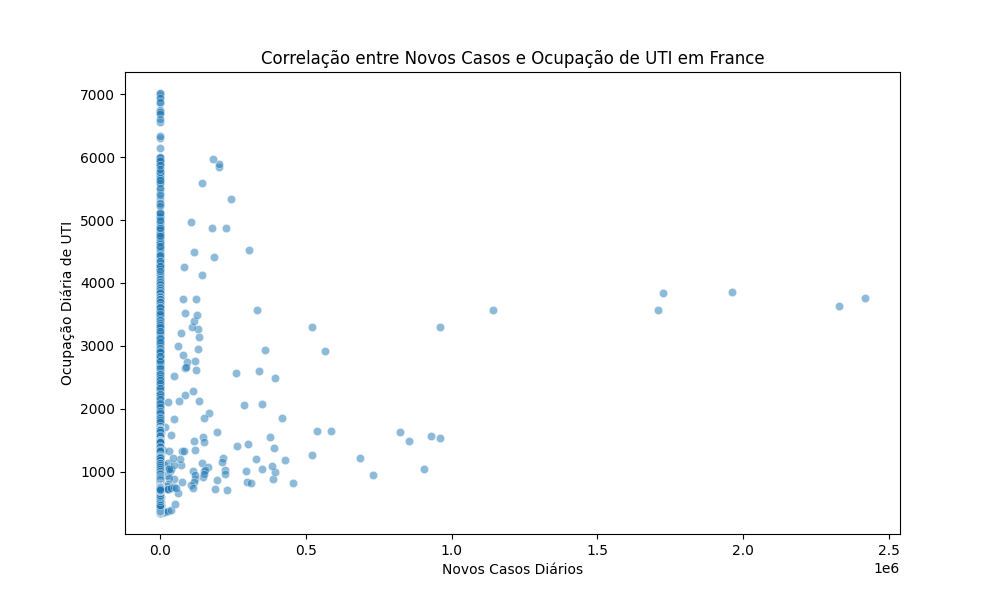 Correlação entre Novos Casos e Ocupação de UTI em France
Ocupação Diária de UTI
7000
6000
5000
4000
3000
2000
1000
0.0 0.5 1.0 1.5 2.0 2.5
1e6
Novos Casos Diários